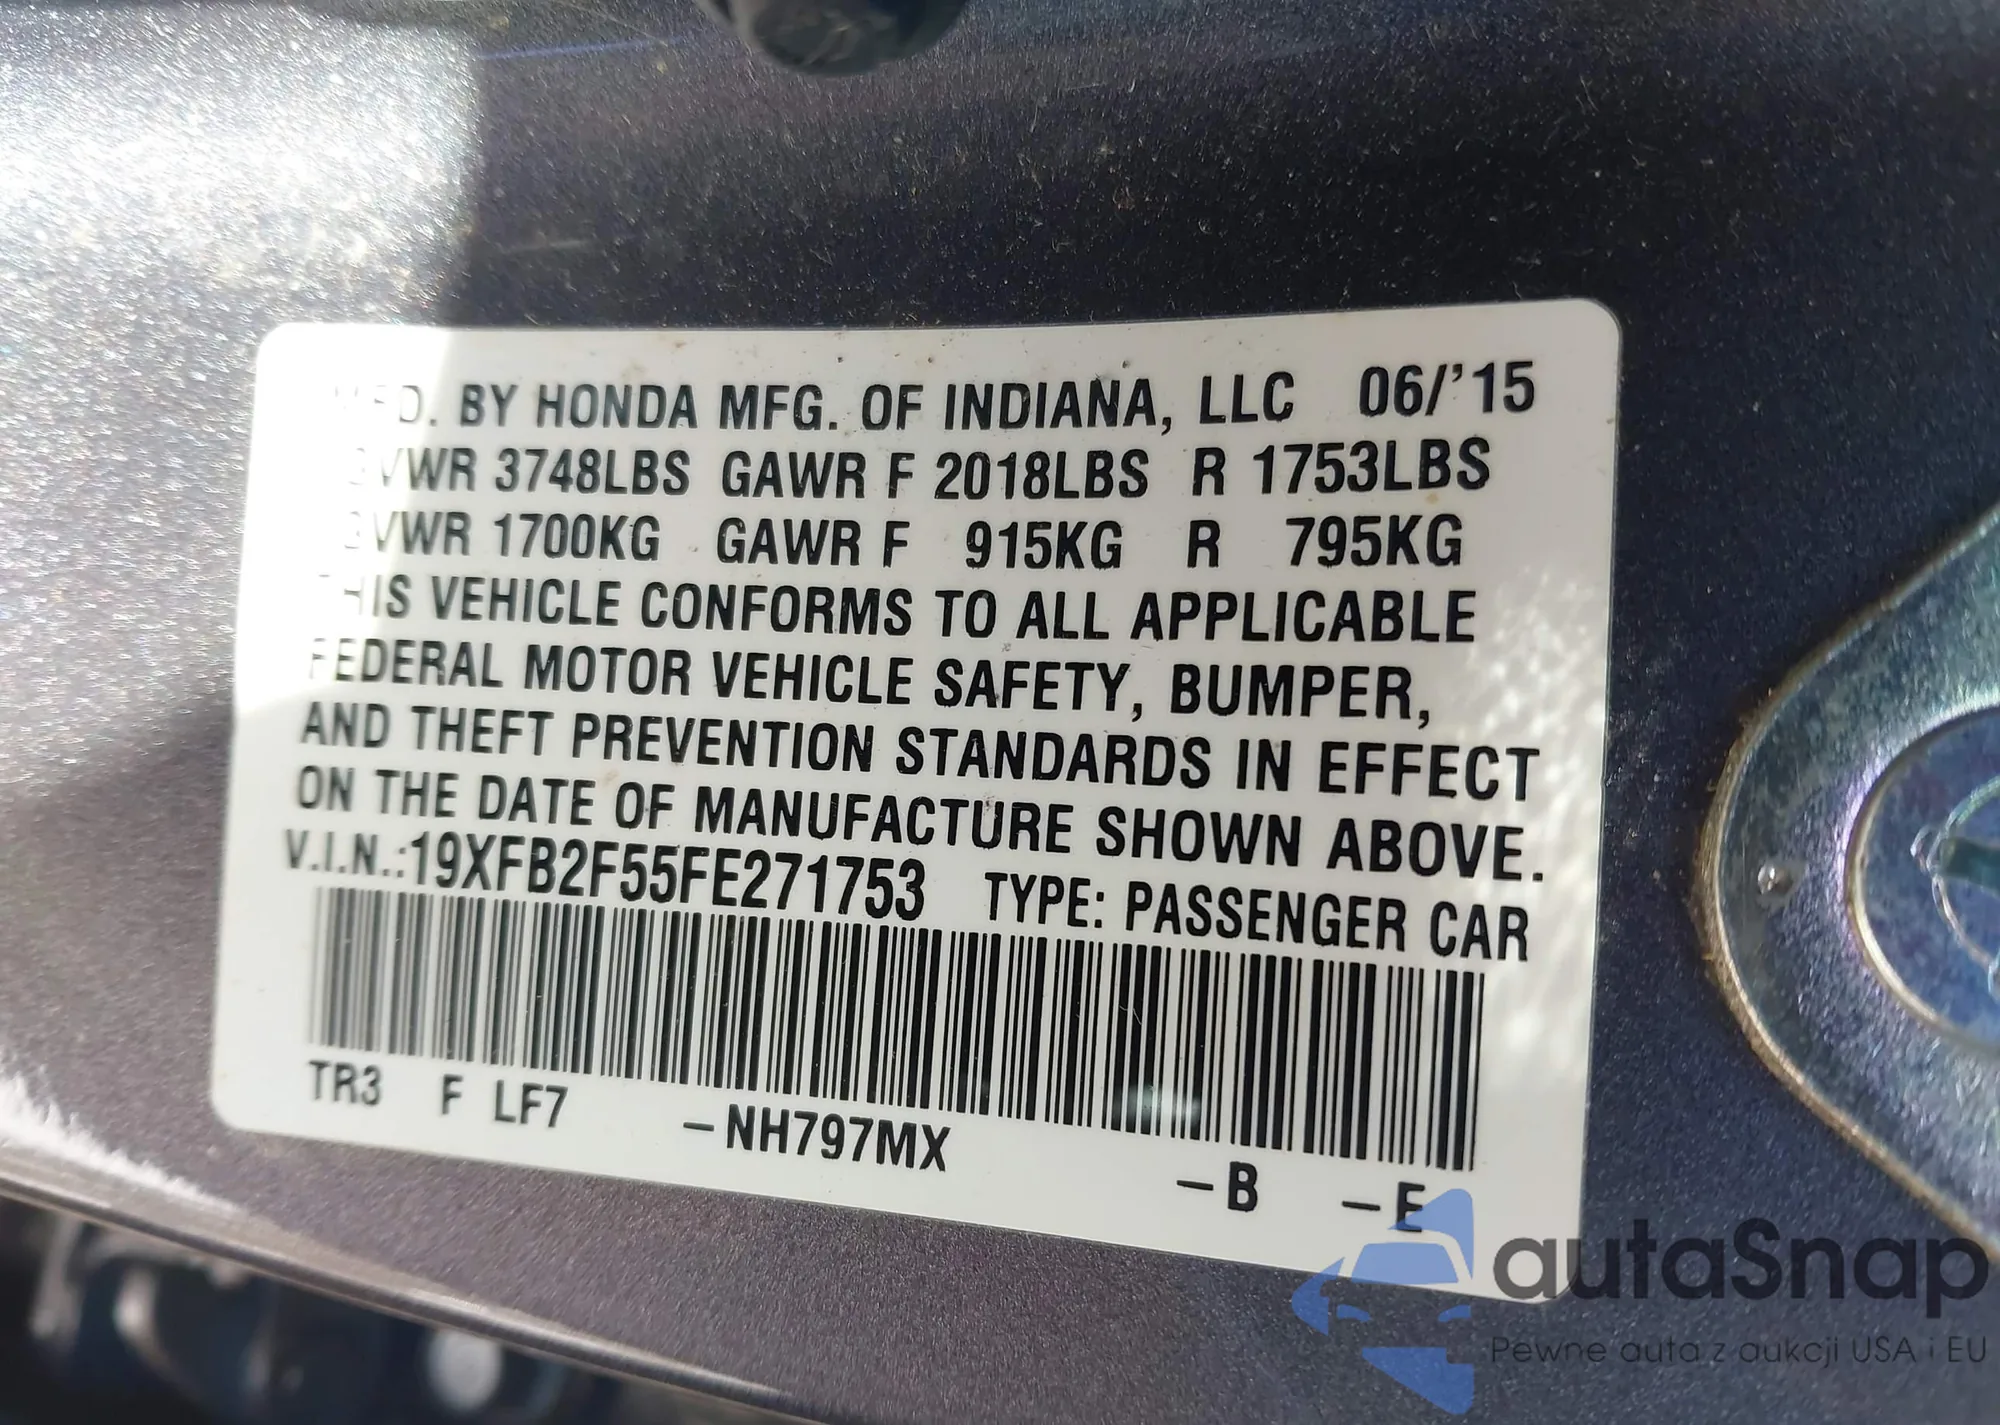 MFD. BY HONDA MFG. OF INDIANA, LLC 06/'15
GVWR 3748LBS GAWR F 2018LBS R 1753LBS
GVWR 1700KG GAWR F 915KG R 795KG
THIS VEHICLE CONFORMS TO ALL APPLICABLE
FEDERAL MOTOR VEHICLE SAFETY, BUMPER,
AND THEFT PREVENTION STANDARDS IN EFFECT
ON THE DATE OF MANUFACTURE SHOWN ABOVE.
V.I.N.:19XFB2F55FE271753 TYPE: PASSENGER CAR
TR3 F LF7 -NH797MX -B -E
autaSnap
Pewne auta z aukcji USA i EU